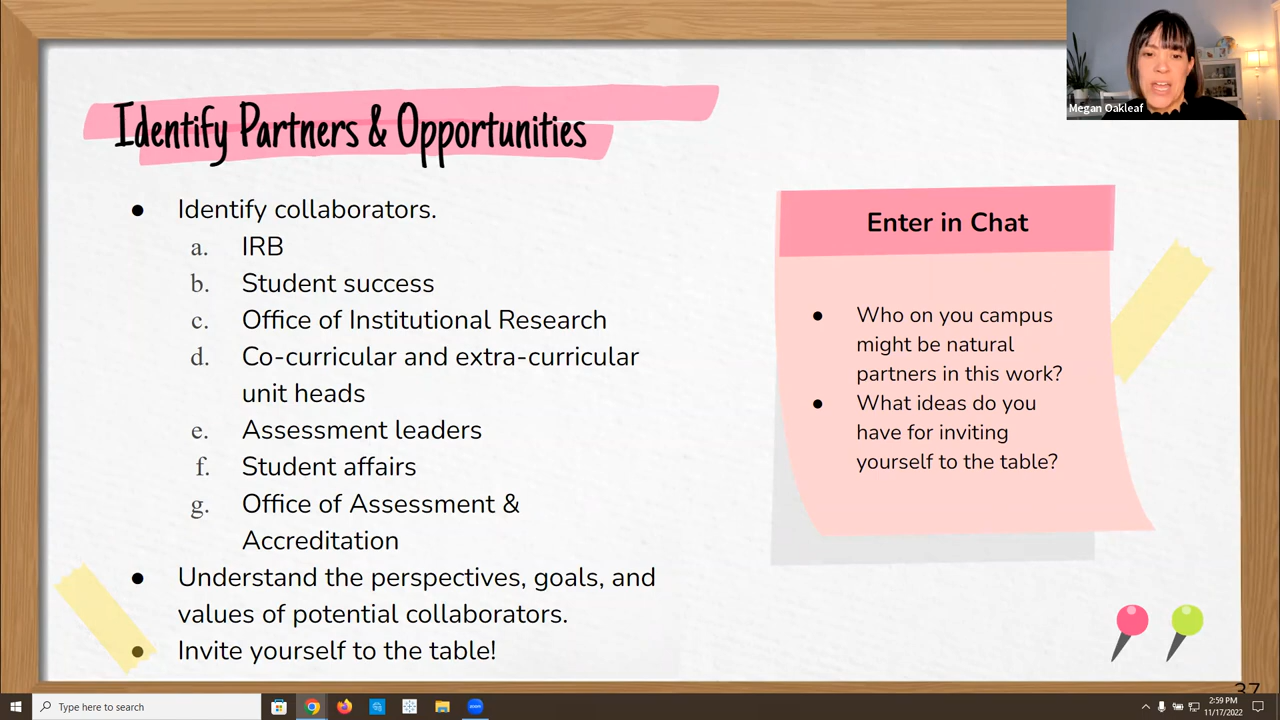 Megan Oakleaf
Identify Partners & Opportunities
● Identify collaborators.
a. IRB
b. Student success
c. Office of Institutional Research
d. Co-curricular and extra-curricular
unit heads
e. Assessment leaders
f. Student affairs
g. Office of Assessment &
Accreditation
● Understand the perspectives, goals, and
values of potential collaborators.
● Invite yourself to the table!
Enter in Chat
● Who on you campus
might be natural
partners in this work?
● What ideas do you
have for inviting
yourself to the table?
37
Type here to search
2:59 PM
11/17/2022